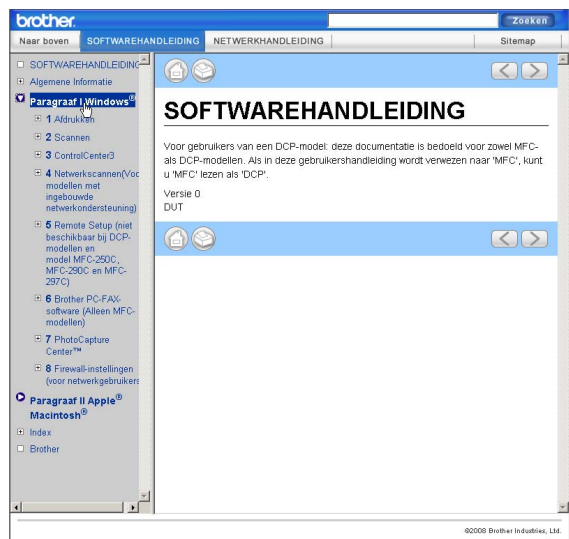 brother.
Zoeken
Naar boven
SOFTWAREHANDLEIDING
NETWERKHANDLEIDING
Sitemap
SOFTWAREHANDLEIDING
Algemene Informatie
Paragraaf I Windows®
1 Afdrukken
2 Scannen
3 ControlCenter3
4 Netwerkscannen(Voo
modellen met
ingebouwde
netwerkondersteuning)
5 Remote Setup (niet
beschikbaar bij DCP-
modellen en
model MFC-250C,
MFC-290C en MFC-
297C)
6 Brother PC-FAX-
software (Alleen MFC-
modellen)
7 PhotoCapture
Center™
8 Firewall-instellingen
(voor netwerkgebruikers
Paragraaf II Apple®
Macintosh®
Index
Brother
SOFTWAREHANDLEIDING
Voor gebruikers van een DCP-model: deze documentatie is bedoeld voor zowel MFC-
als DCP-modellen. Als in deze gebruikershandleiding wordt verwezen naar 'MFC', kunt
u 'MFC' lezen als 'DCP'.
Versie 0
DUT
©2008 Brother Industries, Ltd.